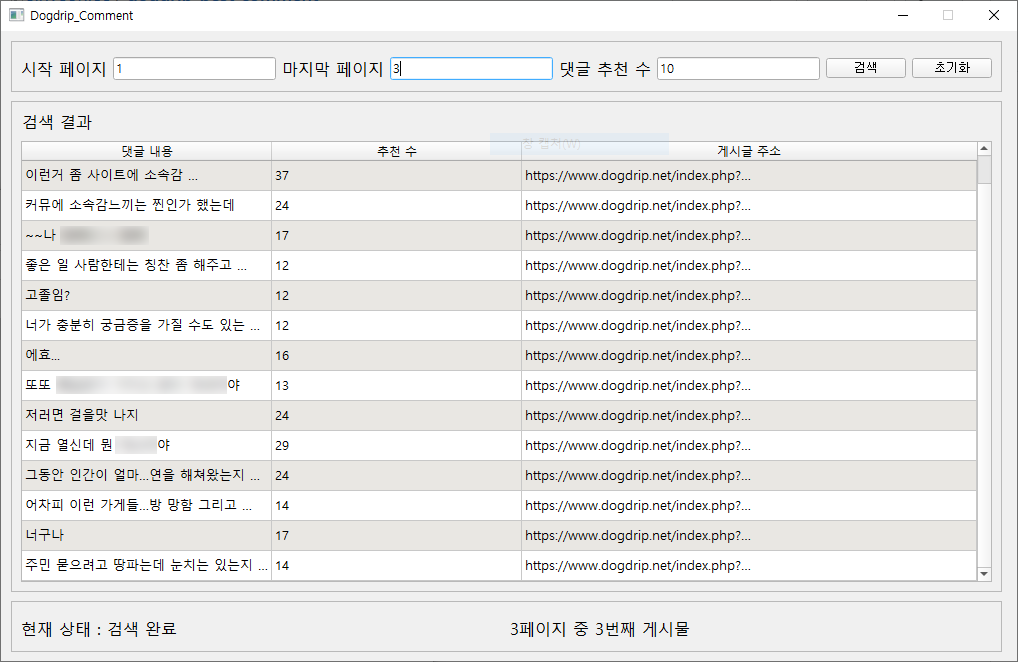 Dogdrip_Comment
시작 페이지 1 마지막 페이지 3 댓글 추천 수 10 검색 초기화
검색 결과
창 캡처(W)
댓글 내용 추천 수 게시글 주소
이런거 좀 사이트에 소속감 ... 37 https://www.dogdrip.net/index.php?...
커뮤에 소속감느끼는 찐인가 했는데 24 https://www.dogdrip.net/index.php?...
~~나 17 https://www.dogdrip.net/index.php?...
좋은 일 사람한테는 칭찬 좀 해주고 ... 12 https://www.dogdrip.net/index.php?...
고졸임? 12 https://www.dogdrip.net/index.php?...
너가 충분히 궁금증을 가질 수도 있는 ... 12 https://www.dogdrip.net/index.php?...
에효... 16 https://www.dogdrip.net/index.php?...
또또 야 13 https://www.dogdrip.net/index.php?...
저러면 걸을맛 나지 24 https://www.dogdrip.net/index.php?...
지금 열신데 뭔 야 29 https://www.dogdrip.net/index.php?...
그동안 인간이 얼마...연을 해쳐왔는지 ... 24 https://www.dogdrip.net/index.php?...
어차피 이런 가게들...방 망함 그리고 ... 14 https://www.dogdrip.net/index.php?...
너구나 17 https://www.dogdrip.net/index.php?...
주민 묻으려고 땅파는데 눈치는 있는지 ... 14 https://www.dogdrip.net/index.php?...
현재 상태 : 검색 완료 3페이지 중 3번째 게시물